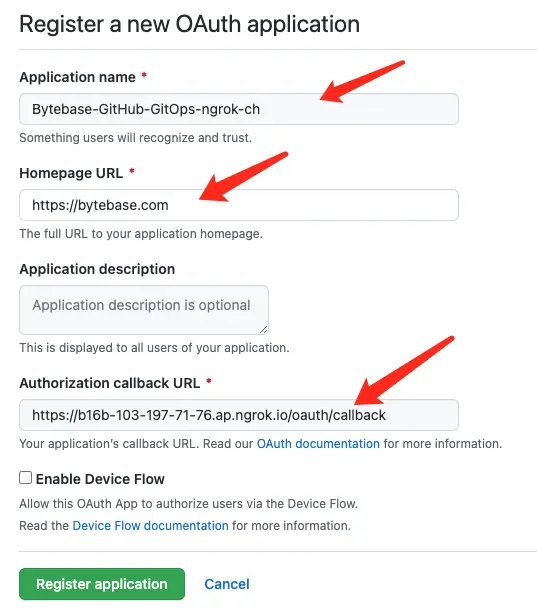 Register a new OAuth application
Application name *
Bytebase-GitHub-GitOps-ngrok-ch
Something users will recognize and trust.
Homepage URL *
https://bytebase.com
The full URL to your application homepage.
Application description
Application description is optional
This is displayed to all users of your application.
Authorization callback URL *
https://b16b-103-197-71-76.ap.ngrok.io/oauth/callback
Your application’s callback URL. Read our OAuth documentation for more information.
Enable Device Flow
Allow this OAuth App to authorize users via the Device Flow.
Read the Device Flow documentation for more information.
Register application Cancel